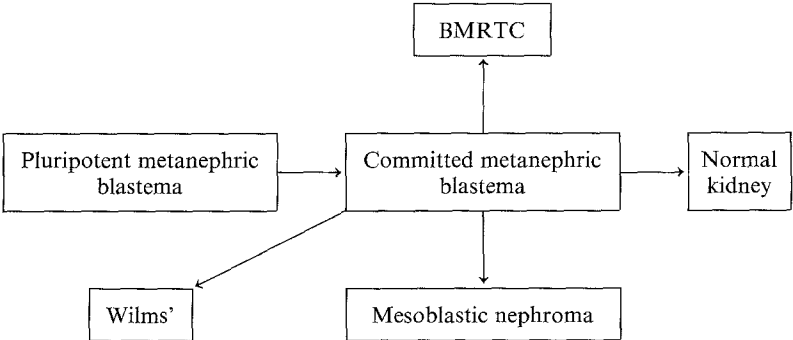 BMRTC
Pluripotent metanephric
blastema
Committed metanephric
blastema
Normal
kidney
Wilms’
Mesoblastic nephroma